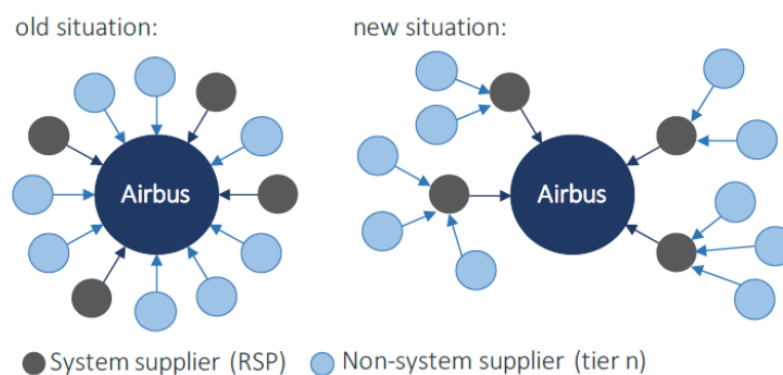 old situation:
new situation:
Airbus
Airbus
System supplier (RSP)
Non-system supplier (tier n)